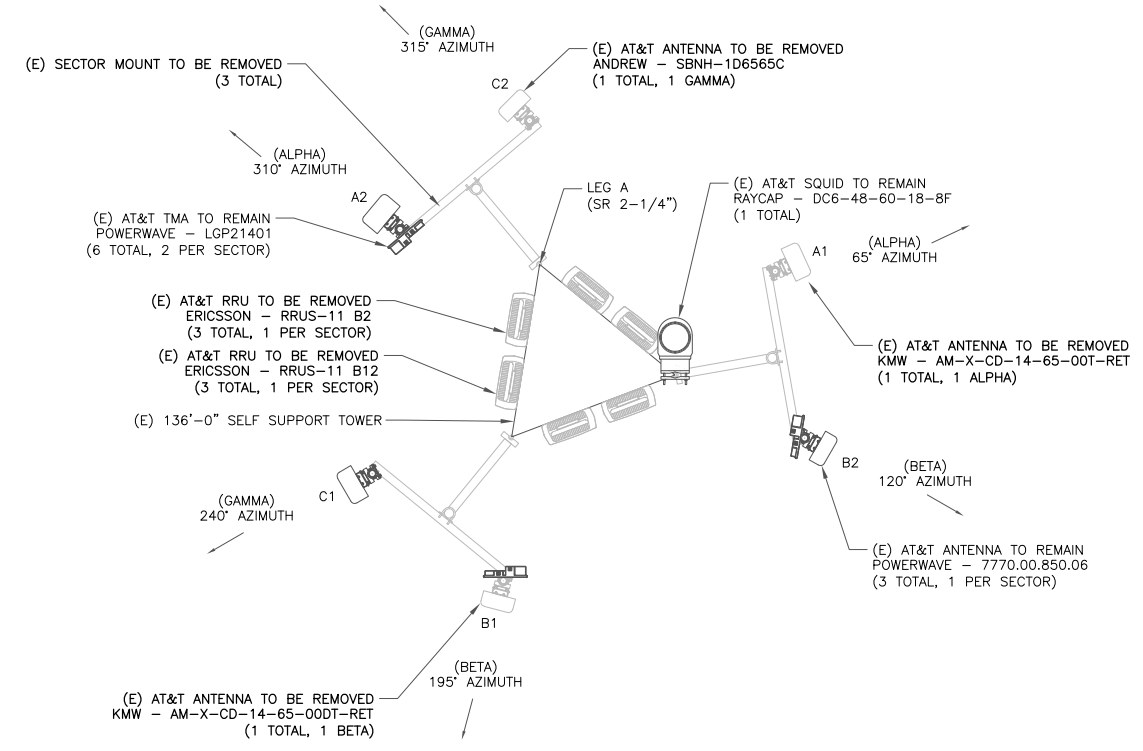 (GAMMA)
315° AZIMUTH
(E) SECTOR MOUNT TO BE REMOVED
(3 TOTAL)
(E) AT&T ANTENNA TO BE REMOVED
ANDREW – SBNH–1D6565C
(1 TOTAL, 1 GAMMA)
C2
(ALPHA)
310° AZIMUTH
A2
LEG A
(SR 2–1/4")
(E) AT&T SQUID TO REMAIN
RAYCAP – DC6–48–60–18–8F
(1 TOTAL)
(E) AT&T TMA TO REMAIN
POWERWAVE – LGP21401
(6 TOTAL, 2 PER SECTOR)
A1
(ALPHA)
65° AZIMUTH
(E) AT&T RRU TO BE REMOVED
ERICSSON – RRUS–11 B2
(3 TOTAL, 1 PER SECTOR)
(E) AT&T RRU TO BE REMOVED
ERICSSON – RRUS–11 B12
(3 TOTAL, 1 PER SECTOR)
(E) AT&T ANTENNA TO BE REMOVED
KMW – AM–X–CD–14–65–00T–RET
(1 TOTAL, 1 ALPHA)
(E) 136'–0" SELF SUPPORT TOWER
B2
(BETA)
120° AZIMUTH
C1
(GAMMA)
240° AZIMUTH
(E) AT&T ANTENNA TO REMAIN
POWERWAVE – 7770.00.850.06
(3 TOTAL, 1 PER SECTOR)
B1
(BETA)
195° AZIMUTH
(E) AT&T ANTENNA TO BE REMOVED
KMW – AM–X–CD–14–65–00DT–RET
(1 TOTAL, 1 BETA)